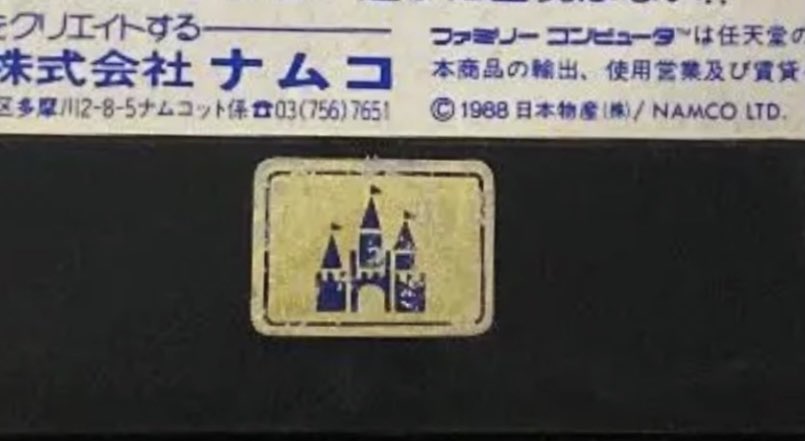 をクリエイトする
株式会社ナムコ
区多摩川2-8-5ナムコット係☎03(756)7651
ファミリーコンピュータ™は任天堂の
本商品の輸出、使用営業及び賃貸
©1988 日本物産(株)/ NAMCO LTD.